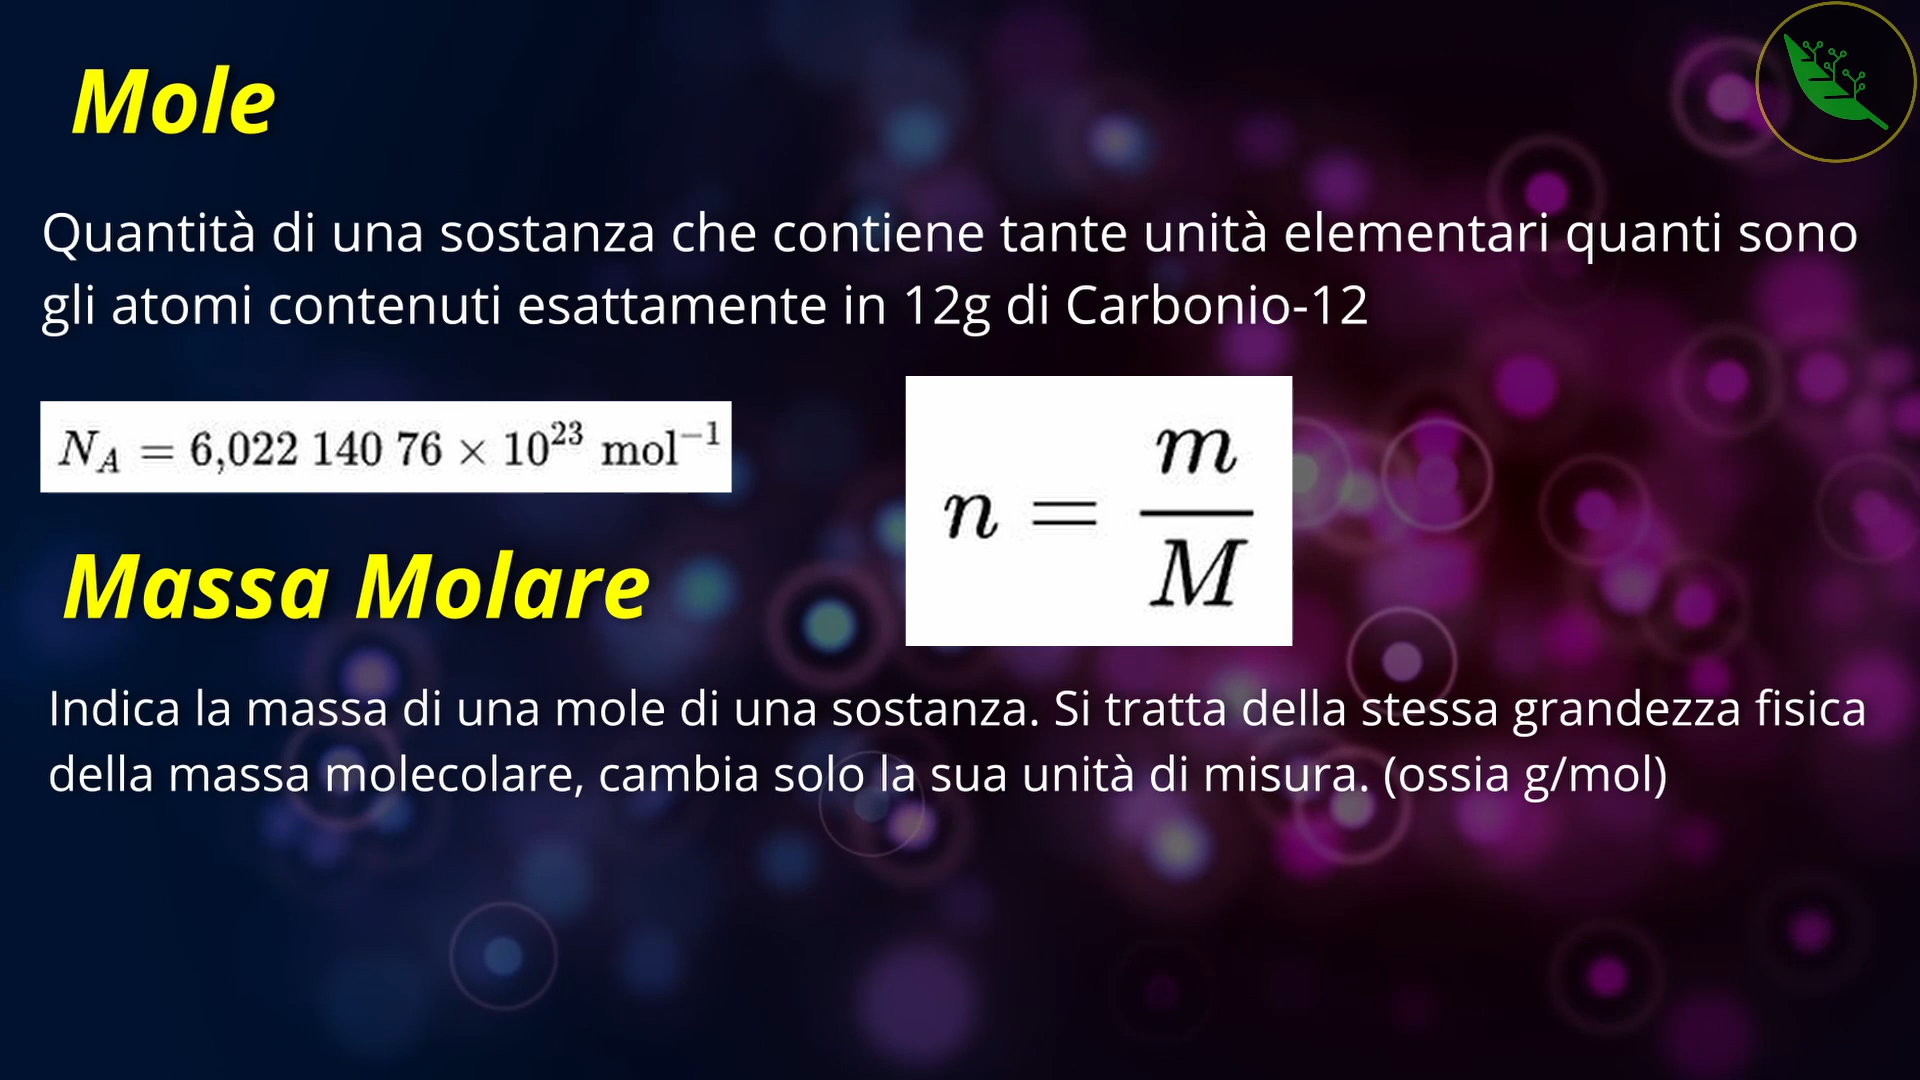 Mole
Quantità di una sostanza che contiene tante unità elementari quanti sono
gli atomi contenuti esattamente in 12g di Carbonio-12
N_A = 6,022 140 76 × 10^23 mol^−1
n = m/M
Massa Molare
Indica la massa di una mole di una sostanza. Si tratta della stessa grandezza fisica
della massa molecolare, cambia solo la sua unità di misura. (ossia g/mol)